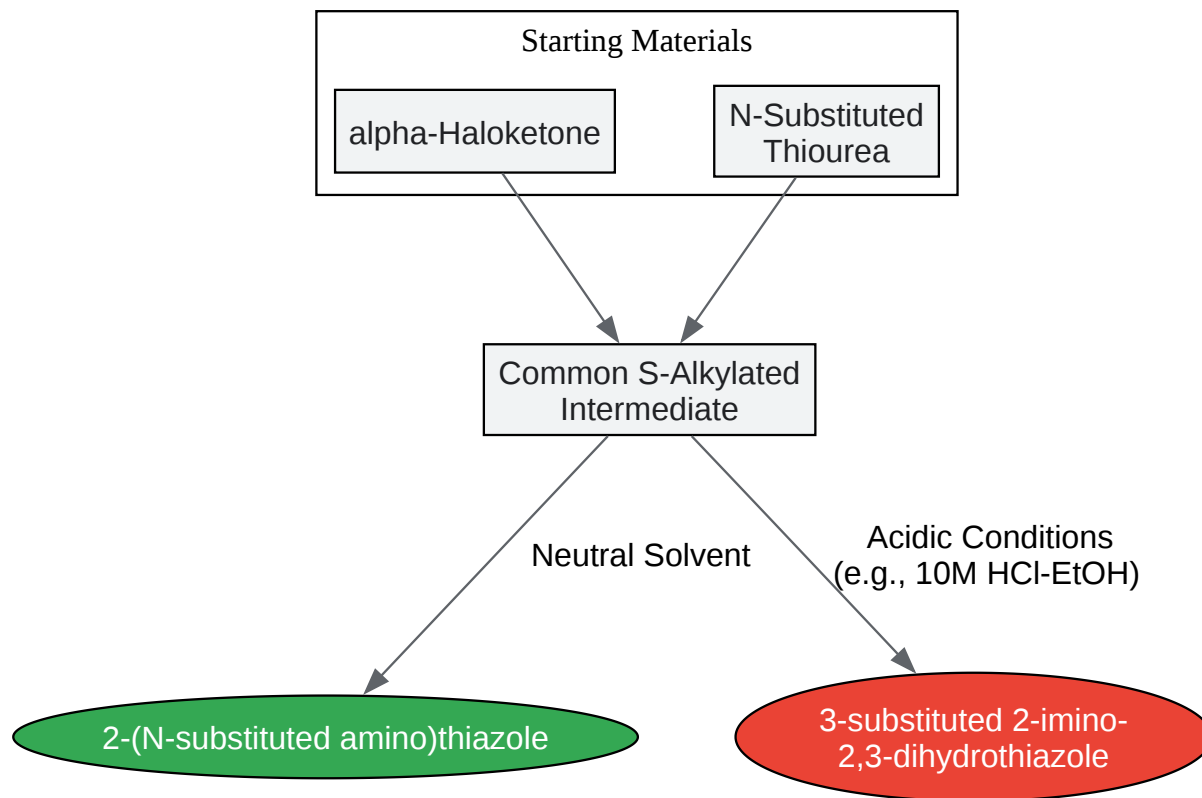 Starting Materials
alpha-Haloketone
N-Substituted
Thiourea
Common S-Alkylated
Intermediate
Neutral Solvent
Acidic Conditions
(e.g., 10M HCl-EtOH)
2-(N-substituted amino)thiazole
3-substituted 2-imino-
2,3-dihydrothiazole